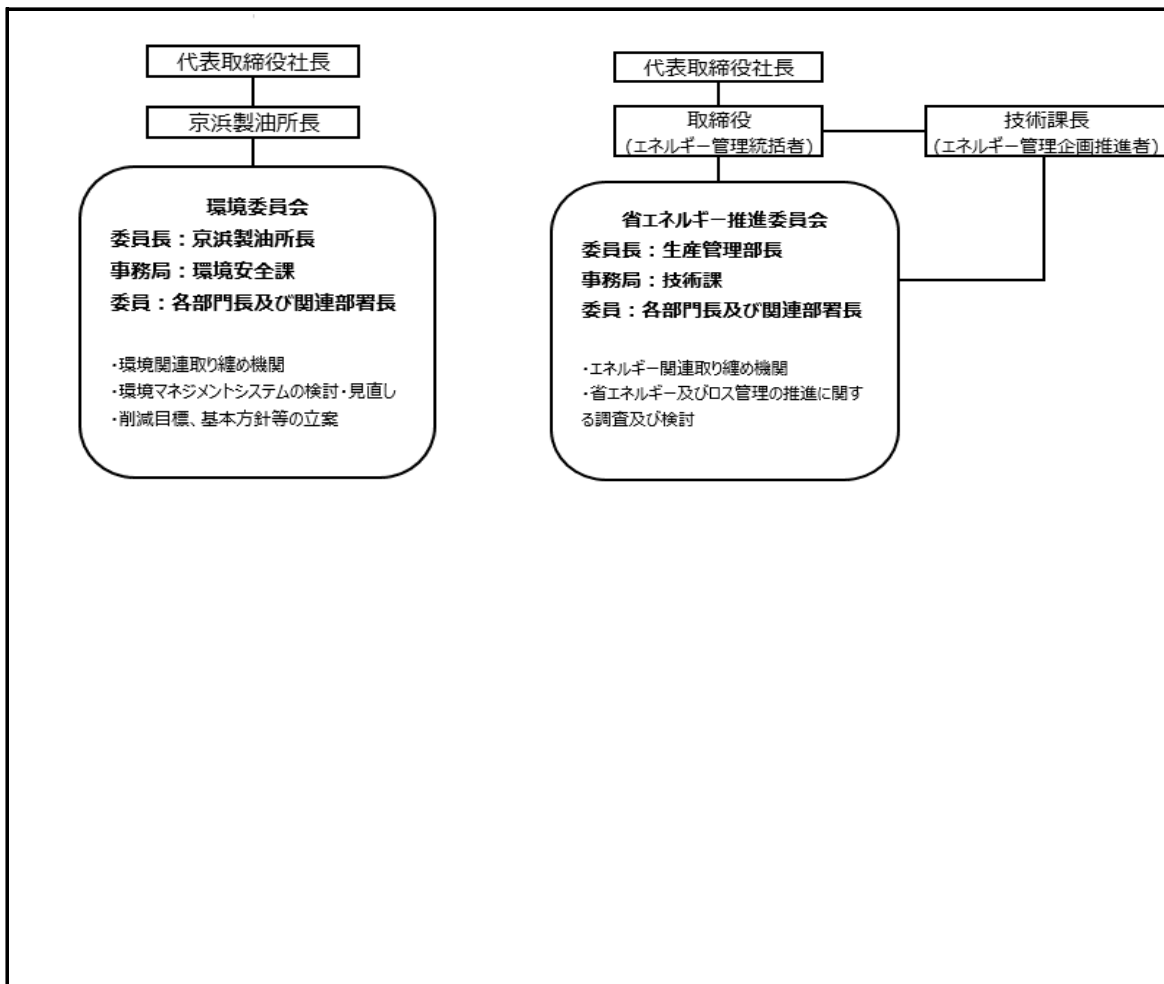 代表取締役社長
京浜製油所長
環境委員会
委員長：京浜製油所長
事務局：環境安全課
委員：各部門長及び関連部署長
・環境関連取り纏め機関
・環境マネジメントシステムの検討・見直し
・削減目標、基本方針等の立案
代表取締役社長
取締役
(エネルギー管理統括者)
技術課長
(エネルギー管理企画推進者)
省エネルギー推進委員会
委員長：生産管理部長
事務局：技術課
委員：各部門長及び関連部署長
・エネルギー関連取り纏め機関
・省エネルギー及びロス管理の推進に関す
る調査及び検討